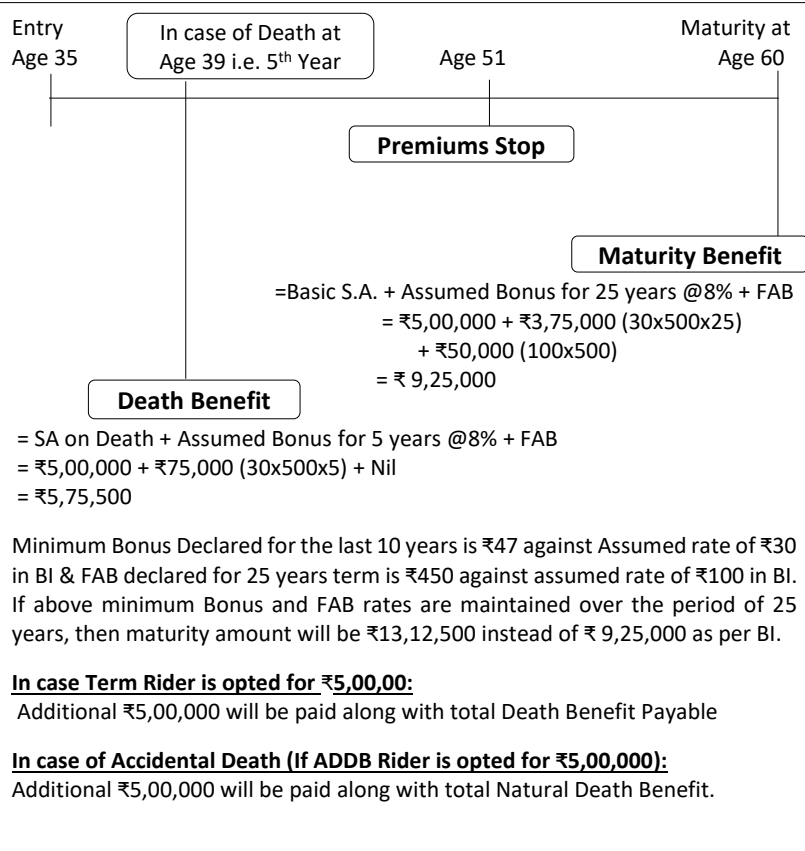 Entry
Age 35
In case of Death at
Age 39 i.e. 5th Year
Age 51
Maturity at
Age 60
Premiums Stop
Maturity Benefit
=Basic S.A. + Assumed Bonus for 25 years @8% + FAB
= ₹5,00,000 + ₹3,75,000 (30x500x25)
+ ₹50,000 (100x500)
= ₹ 9,25,000
Death Benefit
= SA on Death + Assumed Bonus for 5 years @8% + FAB
= ₹5,00,000 + ₹75,000 (30x500x5) + Nil
= ₹5,75,500
Minimum Bonus Declared for the last 10 years is ₹47 against Assumed rate of ₹30
in BI & FAB declared for 25 years term is ₹450 against assumed rate of ₹100 in BI.
If above minimum Bonus and FAB rates are maintained over the period of 25
years, then maturity amount will be ₹13,12,500 instead of ₹ 9,25,000 as per BI.
In case Term Rider is opted for ₹5,00,00:
Additional ₹5,00,000 will be paid along with total Death Benefit Payable
In case of Accidental Death (If ADDB Rider is opted for ₹5,00,000):
Additional ₹5,00,000 will be paid along with total Natural Death Benefit.